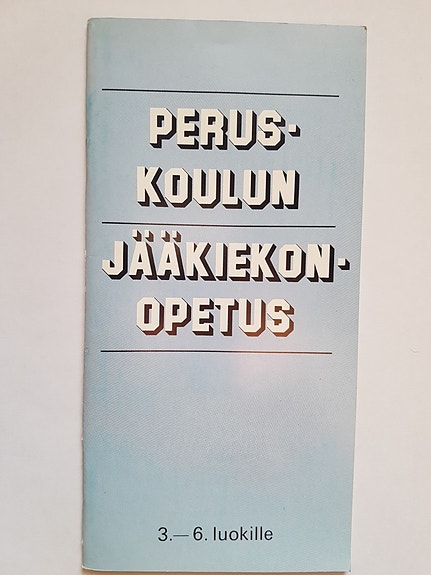 PERUS-
KOULUN
JÄÄKIEKON-
OPETUS
3.—6. luokille